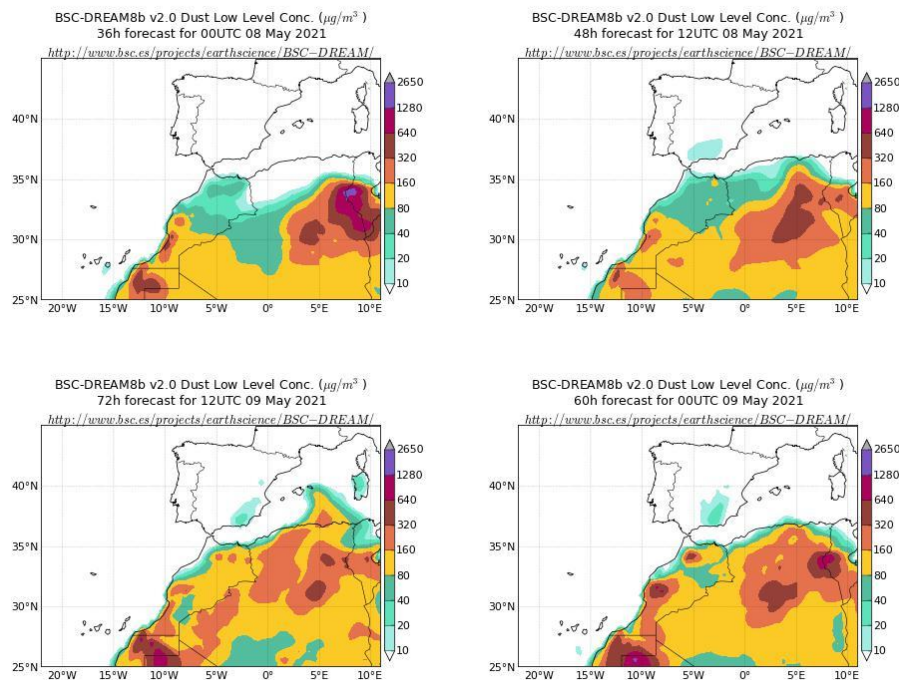 BSC-DREAM8b v2.0 Dust Low Level Conc. (μg/m³ )
36h forecast for 00UTC 08 May 2021
http://www.bsc.es/projects/earthscience/BSC−DREAM/
40°N
35°N
30°N
25°N
20°W 15°W 10°W 5°W 0°E 5°E 10°E
2650
1280
640
320
160
80
40
20
10
BSC-DREAM8b v2.0 Dust Low Level Conc. (μg/m³ )
48h forecast for 12UTC 08 May 2021
http://www.bsc.es/projects/earthscience/BSC−DREAM/
40°N
35°N
30°N
25°N
20°W 15°W 10°W 5°W 0°E 5°E 10°E
2650
1280
640
320
160
80
40
20
10
BSC-DREAM8b v2.0 Dust Low Level Conc. (μg/m³ )
72h forecast for 12UTC 09 May 2021
http://www.bsc.es/projects/earthscience/BSC−DREAM/
40°N
35°N
30°N
25°N
20°W 15°W 10°W 5°W 0°E 5°E 10°E
2650
1280
640
320
160
80
40
20
10
BSC-DREAM8b v2.0 Dust Low Level Conc. (μg/m³ )
60h forecast for 00UTC 09 May 2021
http://www.bsc.es/projects/earthscience/BSC−DREAM/
40°N
35°N
30°N
25°N
20°W 15°W 10°W 5°W 0°E 5°E 10°E
2650
1280
640
320
160
80
40
20
10